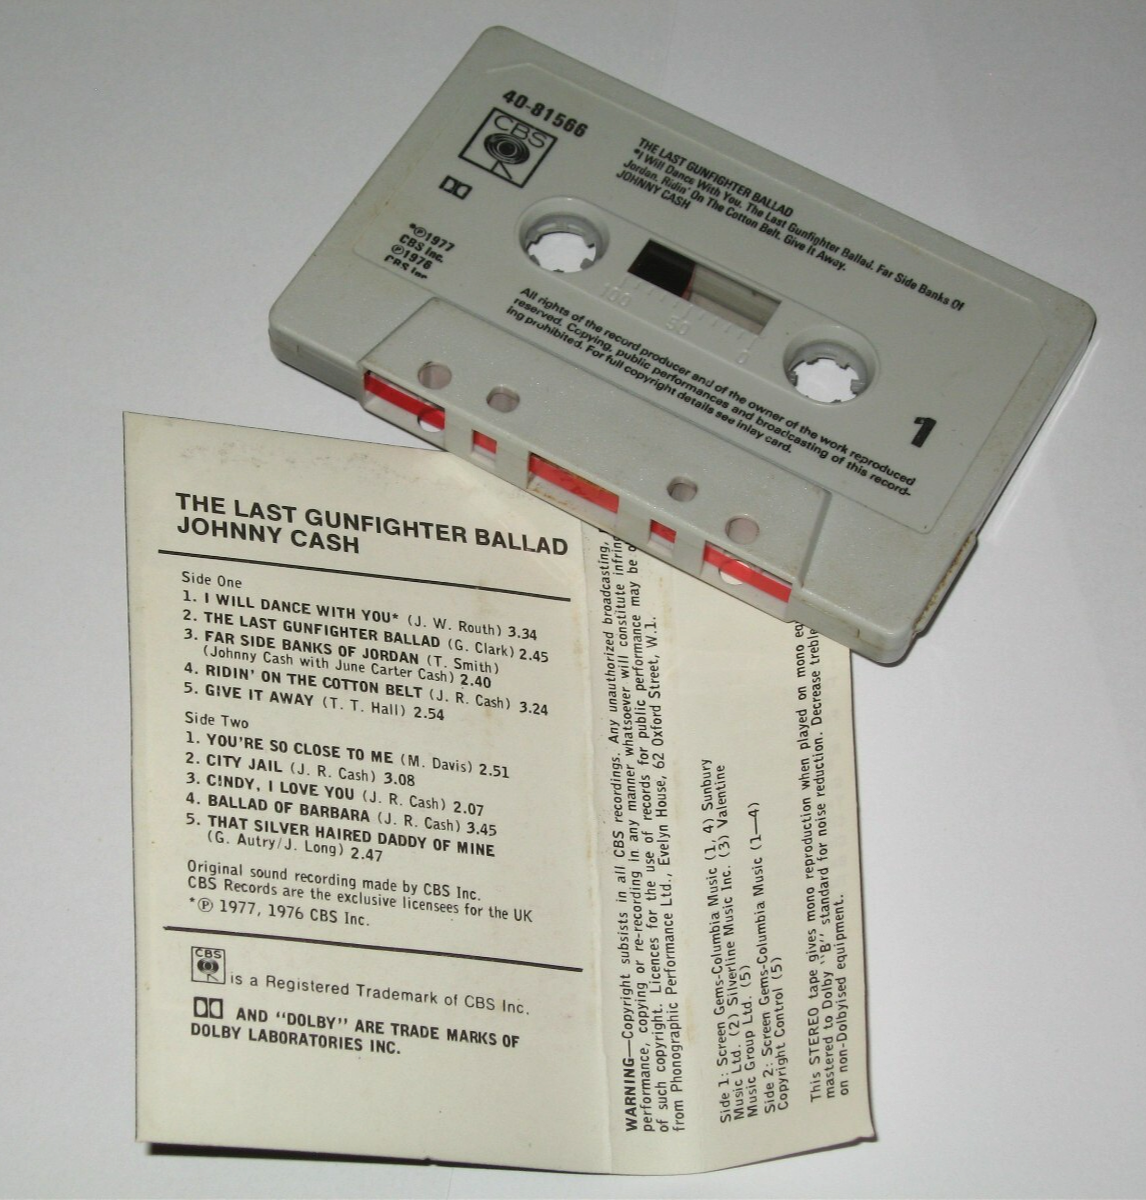 40-81566
CBS
THE LAST GUNFIGHTER BALLAD
*I Will Dance With You. The Last Gunfighter Ballad. Far Side Banks Of
Jordan. Ridin' On The Cotton Belt. Give It Away.
JOHNNY CASH
*℗1977
CBS Inc.
℗1976
CBS Inc
100 50 0
All rights of the record producer and of the owner of the work reproduced
reserved. Copying, public performances and broadcasting of this record-
ing prohibited. For full copyright details see inlay card.
1
THE LAST GUNFIGHTER BALLAD
JOHNNY CASH
Side One
1. I WILL DANCE WITH YOU* (J. W. Routh) 3.34
2. THE LAST GUNFIGHTER BALLAD (G. Clark) 2.45
3. FAR SIDE BANKS OF JORDAN (T. Smith)
(Johnny Cash with June Carter Cash) 2.40
4. RIDIN' ON THE COTTON BELT (J. R. Cash) 3.24
5. GIVE IT AWAY (T. T. Hall) 2.54
Side Two
1. YOU'RE SO CLOSE TO ME (M. Davis) 2.51
2. CITY JAIL (J. R. Cash) 3.08
3. CINDY, I LOVE YOU (J. R. Cash) 2.07
4. BALLAD OF BARBARA (J. R. Cash) 3.45
5. THAT SILVER HAIRED DADDY OF MINE
(G. Autry/J. Long) 2.47
Original sound recording made by CBS Inc.
CBS Records are the exclusive licensees for the UK
*℗ 1977, 1976 CBS Inc.
CBS is a Registered Trademark of CBS Inc.
AND "DOLBY" ARE TRADE MARKS OF
DOLBY LABORATORIES INC.
WARNING—Copyright subsists in all CBS recordings. Any unauthorized broadcasting,
performance, copying or re-recording in any manner whatsoever will constitute infring
of such copyright. Licences for the use of records for public performance may be
from Phonographic Performance Ltd., Evelyn House, 62 Oxford Street, W.1.
Side 1: Screen Gems-Columbia Music (1, 4) Sunbury
Music Ltd. (2) Silverline Music Inc. (3) Valentine
Music Group Ltd. (5)
Side 2: Screen Gems-Columbia Music (1—4)
Copyright Control (5)
This STEREO tape gives mono reproduction when played on mono eq
mastered to Dolby "B" standard for noise reduction. Decrease treble
on non-Dolbyised equipment.